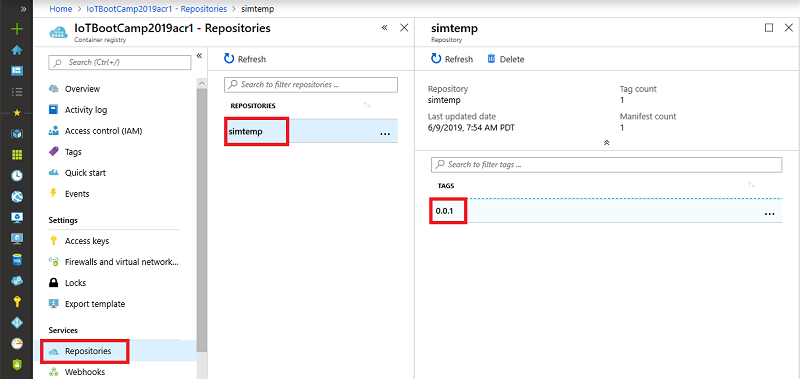 Home > IoTBootCamp2019acr1 - Repositories > simtemp
IoTBootCamp2019acr1 - Repositories
Container registry
Search (Ctrl+/)
Overview
Activity log
Access control (IAM)
Tags
Quick start
Events
Settings
Access keys
Firewalls and virtual network...
Locks
Export template
Services
Repositories
Webhooks
Refresh
Search to filter repositories ...
REPOSITORIES
simtemp
simtemp
Repository
Refresh
Delete
Repository
simtemp
Tag count
1
Last updated date
6/9/2019, 7:54 AM PDT
Manifest count
1
Search to filter tags ...
TAGS
0.0.1